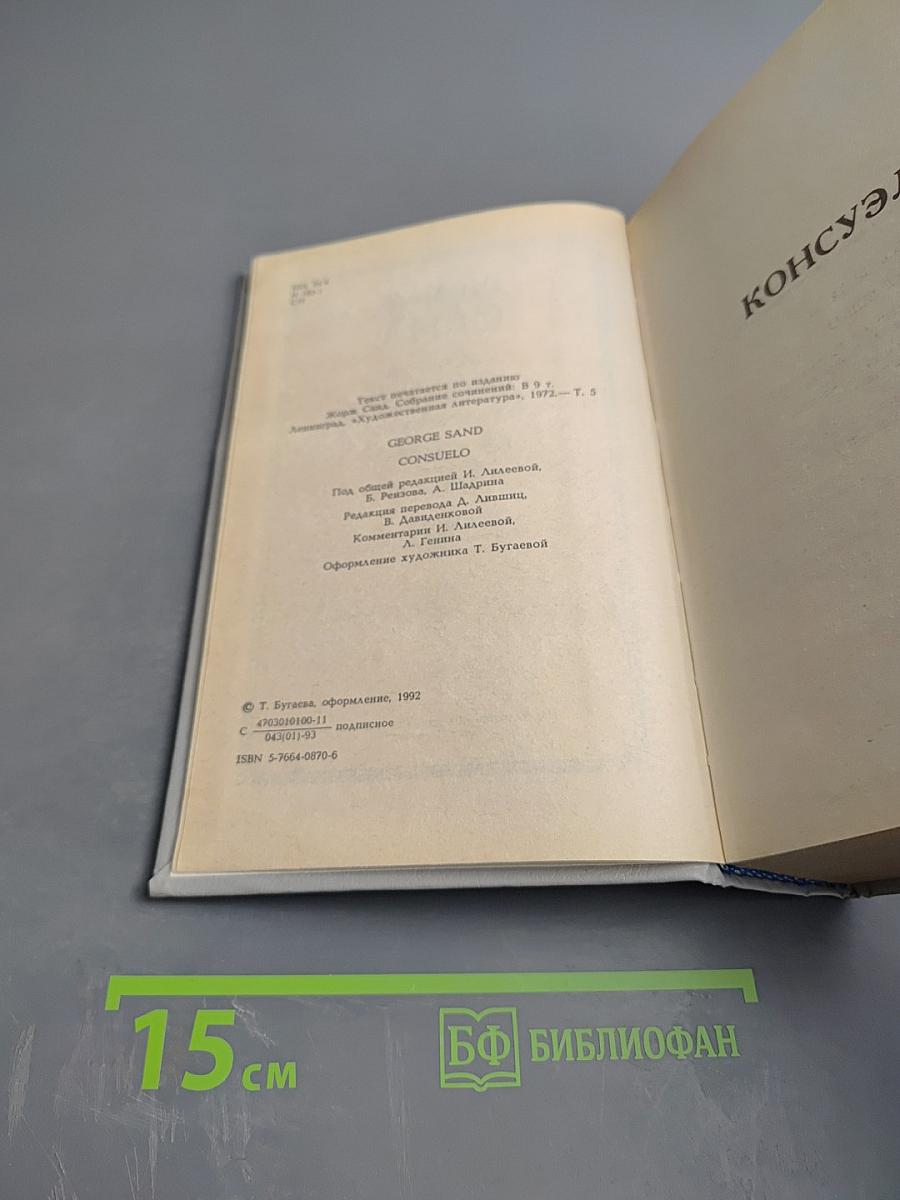 Текст печатается по изданию
Жорж Санд. Собрание сочинений: В 9 т.
Ленинград, «Художественная литература», 1972.— Т. 5
GEORGE SAND
CONSUELO
Под общей редакцией И. Лилеевой,
Б. Реизова, А. Шадрина
Редакция перевода Д. Лившиц,
В. Давиденковой
Комментарии И. Лилеевой,
Л. Генина
Оформление художника Т. Бугаевой
© Т. Бугаева, оформление, 1992
С 4703010100-11 подписное
043(01)-93
ISBN 5-7664-0870-6
КОНСУЭЛ
15 см
БФ БИБЛИОФАН